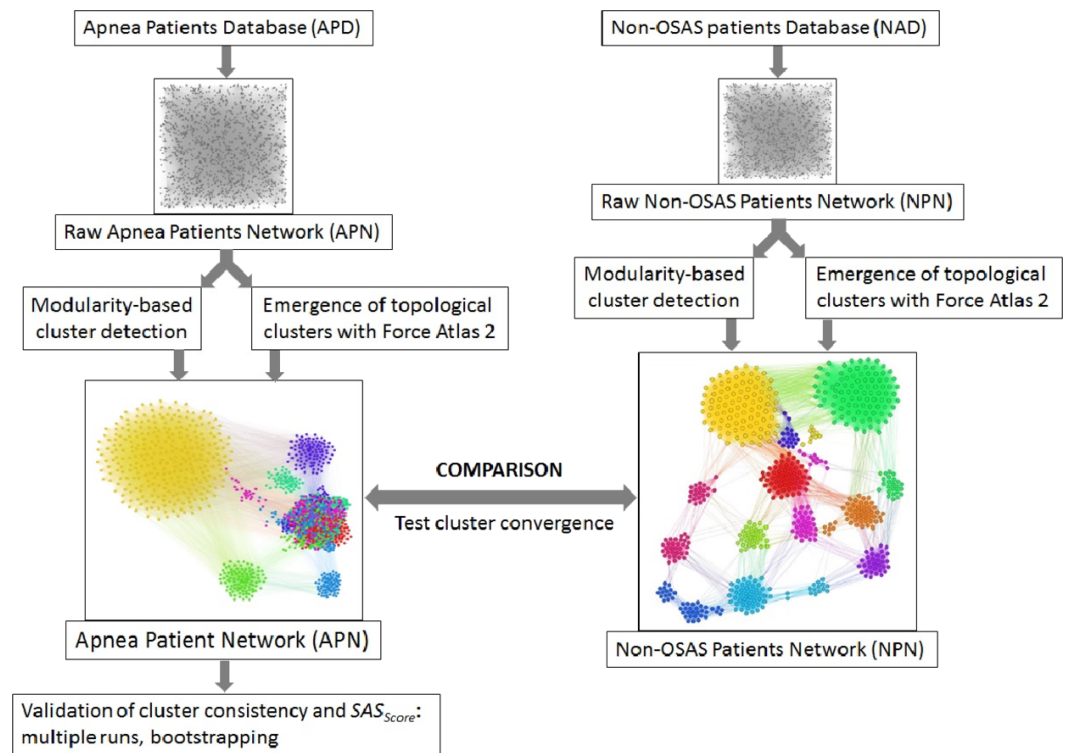 Apnea Patients Database (APD)
Non-OSAS patients Database (NAD)
Raw Apnea Patients Network (APN)
Raw Non-OSAS Patients Network (NPN)
Modularity-based
cluster detection
Emergence of topological
clusters with Force Atlas 2
Modularity-based
cluster detection
Emergence of topological
clusters with Force Atlas 2
COMPARISON
Test cluster convergence
Apnea Patient Network (APN)
Non-OSAS Patients Network (NPN)
Validation of cluster consistency and SAS_Score:
multiple runs, bootstrapping